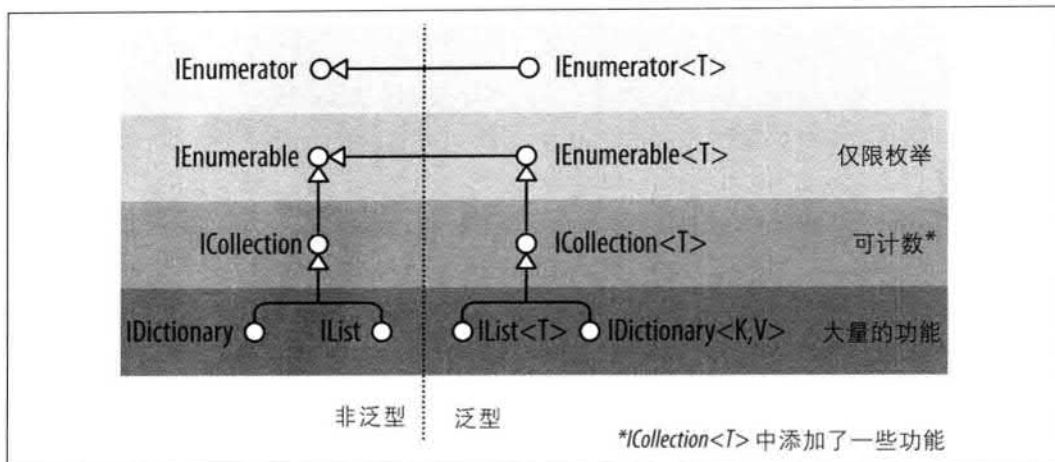 IEnumerator IEnumerator<T>
IEnumerable IEnumerable<T> 仅限枚举
ICollection ICollection<T> 可计数*
IDictionary IList IList<T> IDictionary<K,V> 大量的功能
非泛型 泛型
*ICollection<T> 中添加了一些功能